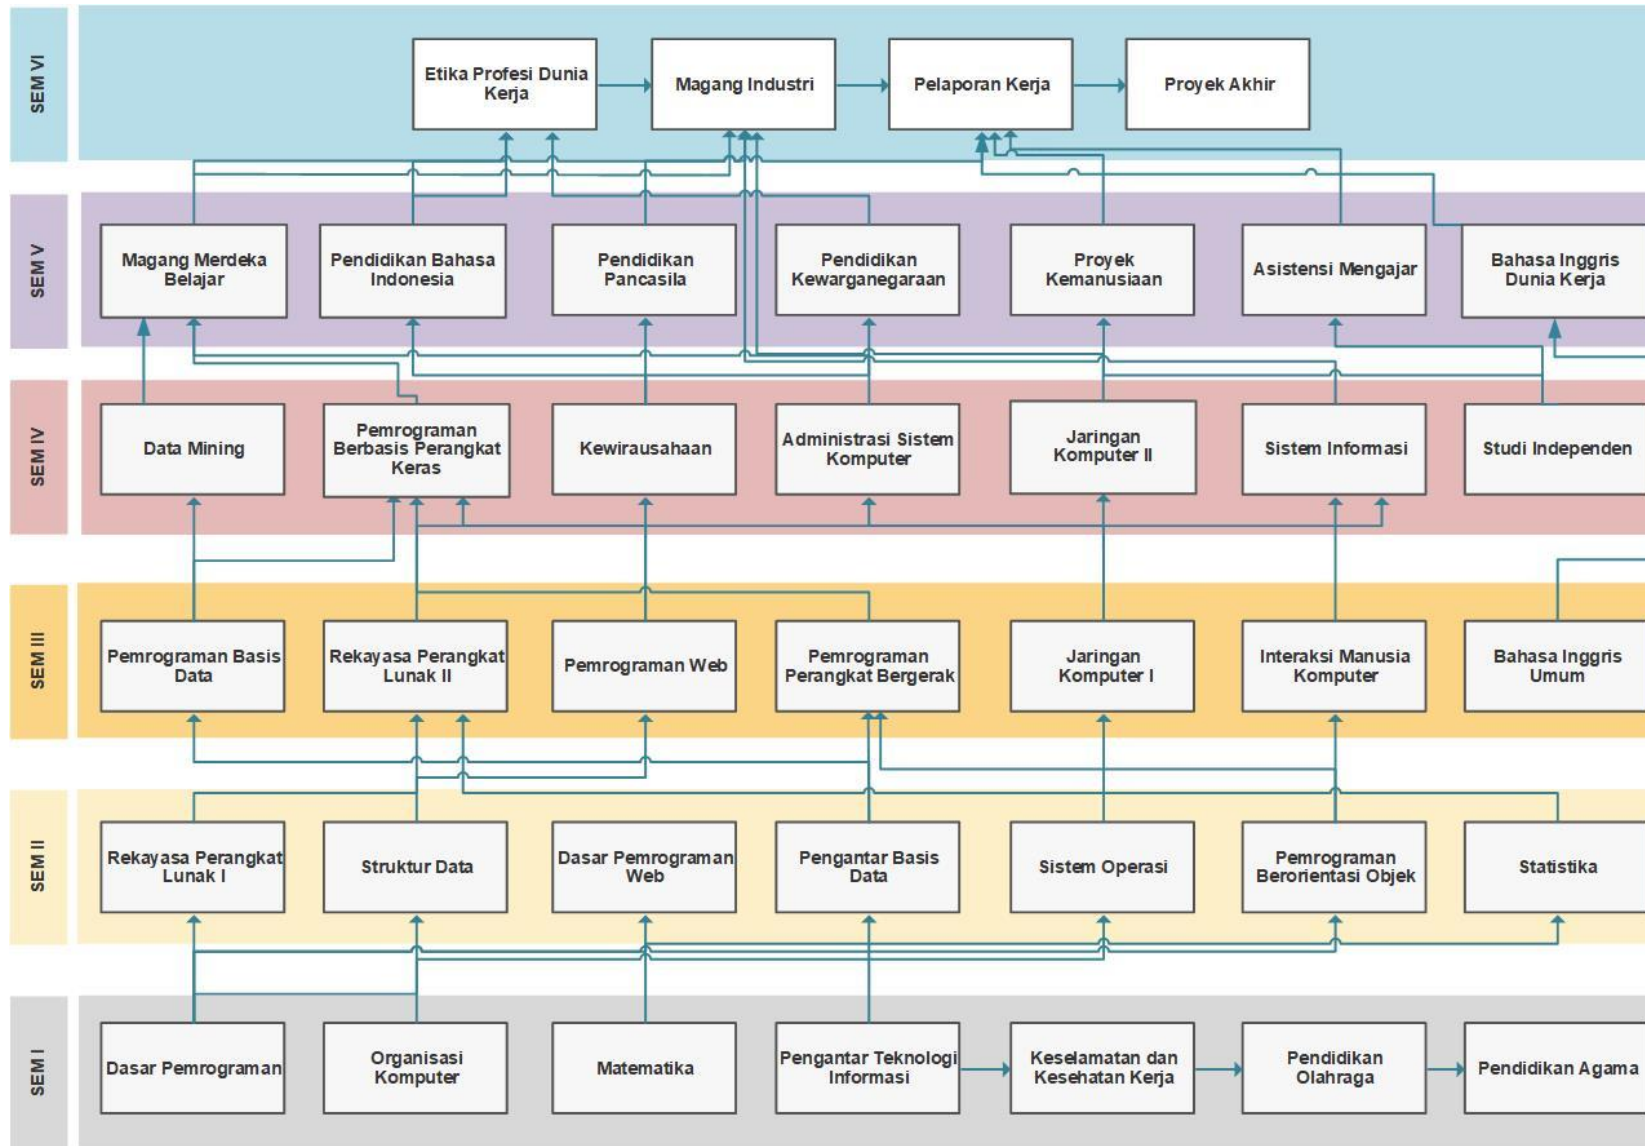 SEM VI
Etika Profesi Dunia
Kerja
Magang Industri
Pelaporan Kerja
Proyek Akhir
SEM V
Magang Merdeka
Belajar
Pendidikan Bahasa
Indonesia
Pendidikan
Pancasila
Pendidikan
Kewarganegaraan
Proyek
Kemanusiaan
Asistensi Mengajar
Bahasa Inggris
Dunia Kerja
SEM IV
Data Mining
Pemrograman
Berbasis Perangkat
Keras
Kewirausahaan
Administrasi Sistem
Komputer
Jaringan
Komputer II
Sistem Informasi
Studi Independen
SEM III
Pemrograman Basis
Data
Rekayasa Perangkat
Lunak II
Pemrograman Web
Pemrograman
Perangkat Bergerak
Jaringan
Komputer I
Interaksi Manusia
Komputer
Bahasa Inggris
Umum
SEM II
Rekayasa Perangkat
Lunak I
Struktur Data
Dasar Pemrograman
Web
Pengantar Basis
Data
Sistem Operasi
Pemrograman
Berorientasi Objek
Statistika
SEM I
Dasar Pemrograman
Organisasi
Komputer
Matematika
Pengantar Teknologi
Informasi
Keselamatan dan
Kesehatan Kerja
Pendidikan
Olahraga
Pendidikan Agama